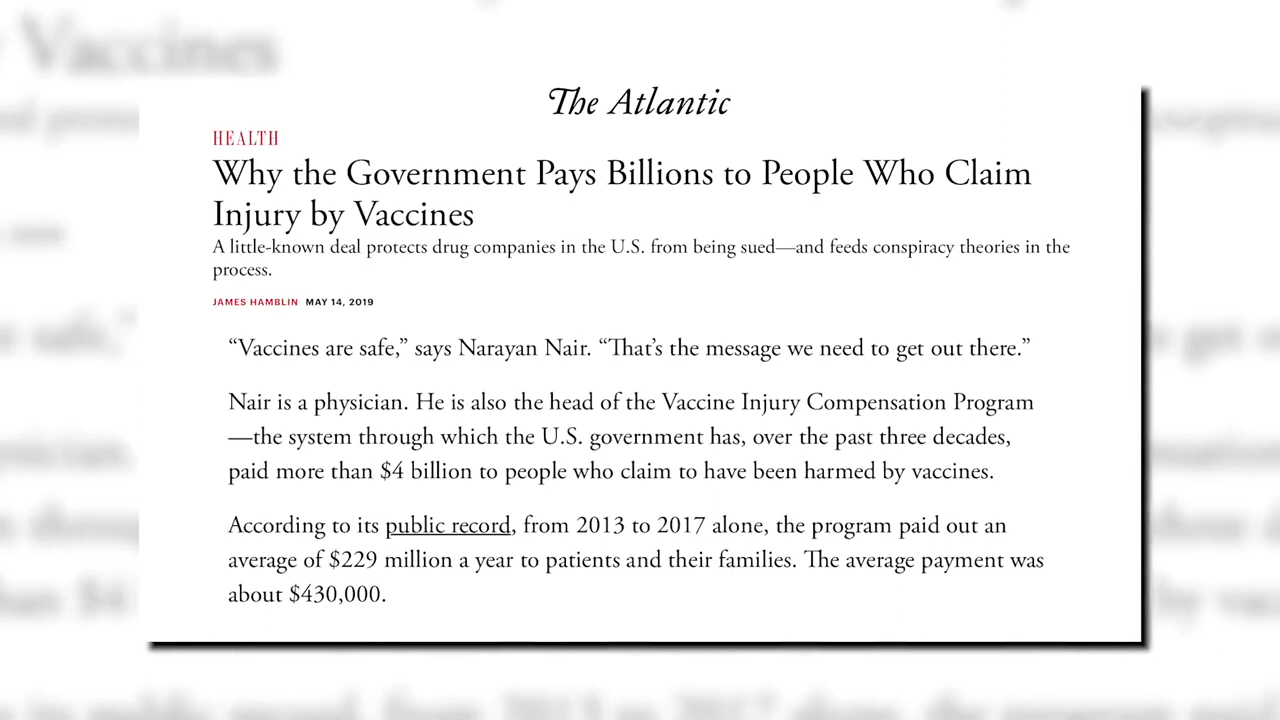 The Atlantic
HEALTH
Why the Government Pays Billions to People Who Claim
Injury by Vaccines
A little-known deal protects drug companies in the U.S. from being sued—and feeds conspiracy theories in the
process.
JAMES HAMBLIN MAY 14, 2019
“Vaccines are safe,” says Narayan Nair. “That’s the message we need to get out there.”
Nair is a physician. He is also the head of the Vaccine Injury Compensation Program
—the system through which the U.S. government has, over the past three decades,
paid more than $4 billion to people who claim to have been harmed by vaccines.
According to its public record, from 2013 to 2017 alone, the program paid out an
average of $229 million a year to patients and their families. The average payment was
about $430,000.